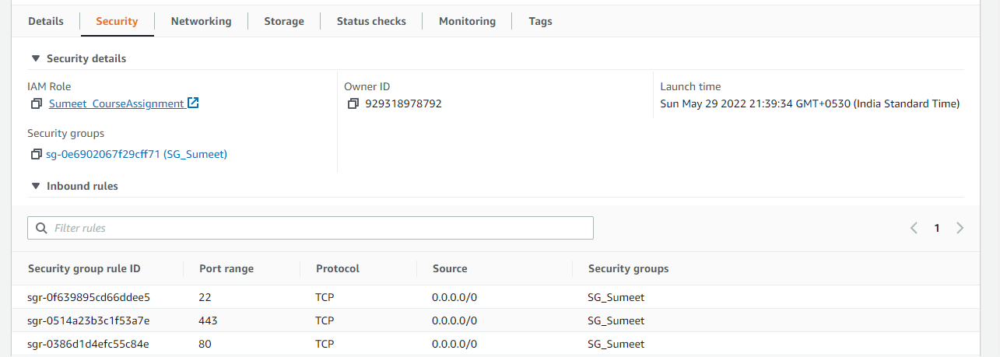 Details Security Networking Storage Status checks Monitoring Tags
Security details
IAM Role Owner ID Launch time
Sumeet_CourseAssignment 929318978792 Sun May 29 2022 21:39:34 GMT+0530 (India Standard Time)
Security groups
sg-0e6902067f29cff71 (SG_Sumeet)
Inbound rules
Filter rules 1
Security group rule ID Port range Protocol Source Security groups
sgr-0f639895cd66ddee5 22 TCP 0.0.0.0/0 SG_Sumeet
sgr-0514a23b3c1f53a7e 443 TCP 0.0.0.0/0 SG_Sumeet
sgr-0386d1d4efc55c84e 80 TCP 0.0.0.0/0 SG_Sumeet